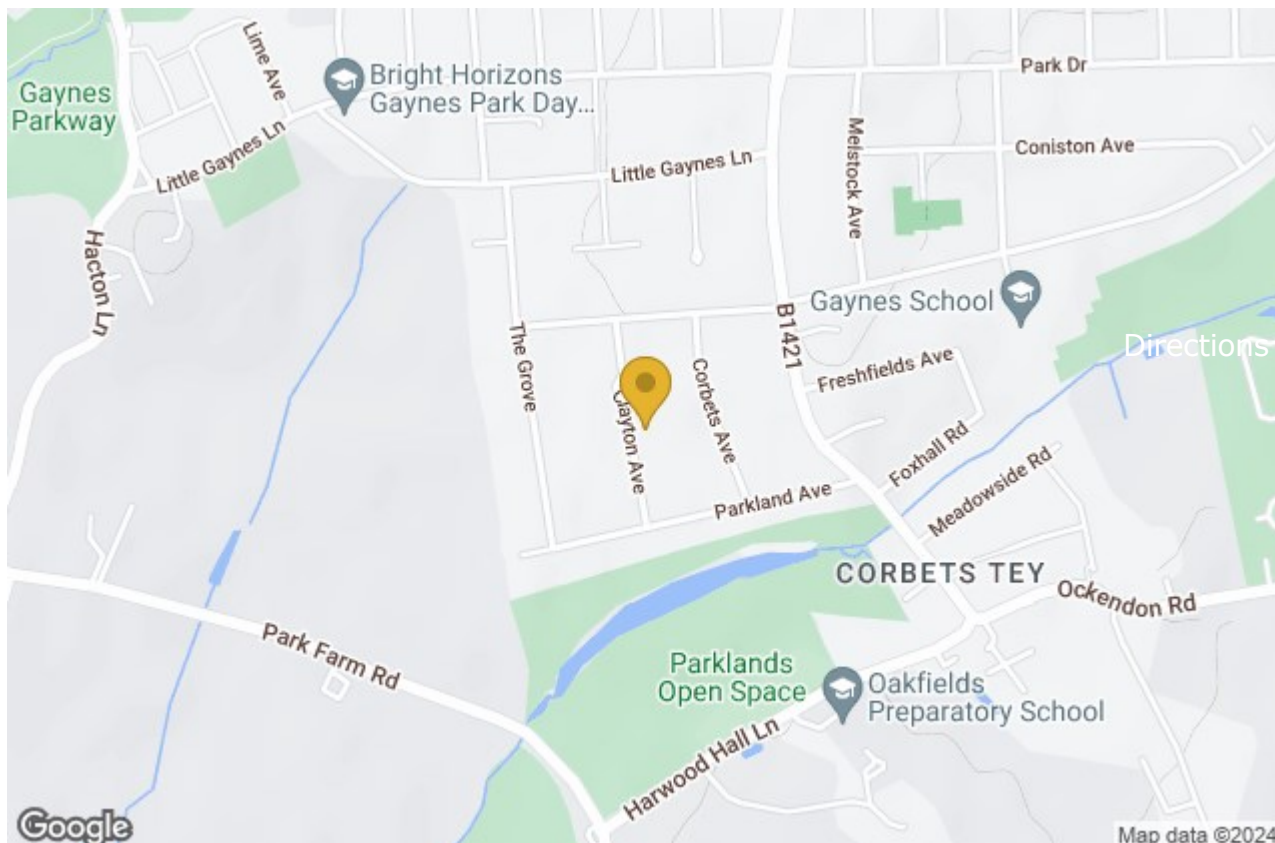 Lime Ave
Bright Horizons
Gaynes Park Day...
Park Dr
Gaynes
Parkway
Little Gaynes Ln
Little Gaynes Ln
Melstock Ave
Coniston Ave
Hacton Ln
The Grove
B1421
Gaynes School
Directions
Freshfields Ave
Clayton Ave
Corbets Ave
Foxhall Rd
Meadowside Rd
Parkland Ave
CORBETS TEY
Ockendon Rd
Park Farm Rd
Parklands
Open Space
Oakfields
Preparatory School
Harwood Hall Ln
Google
Map data ©2024